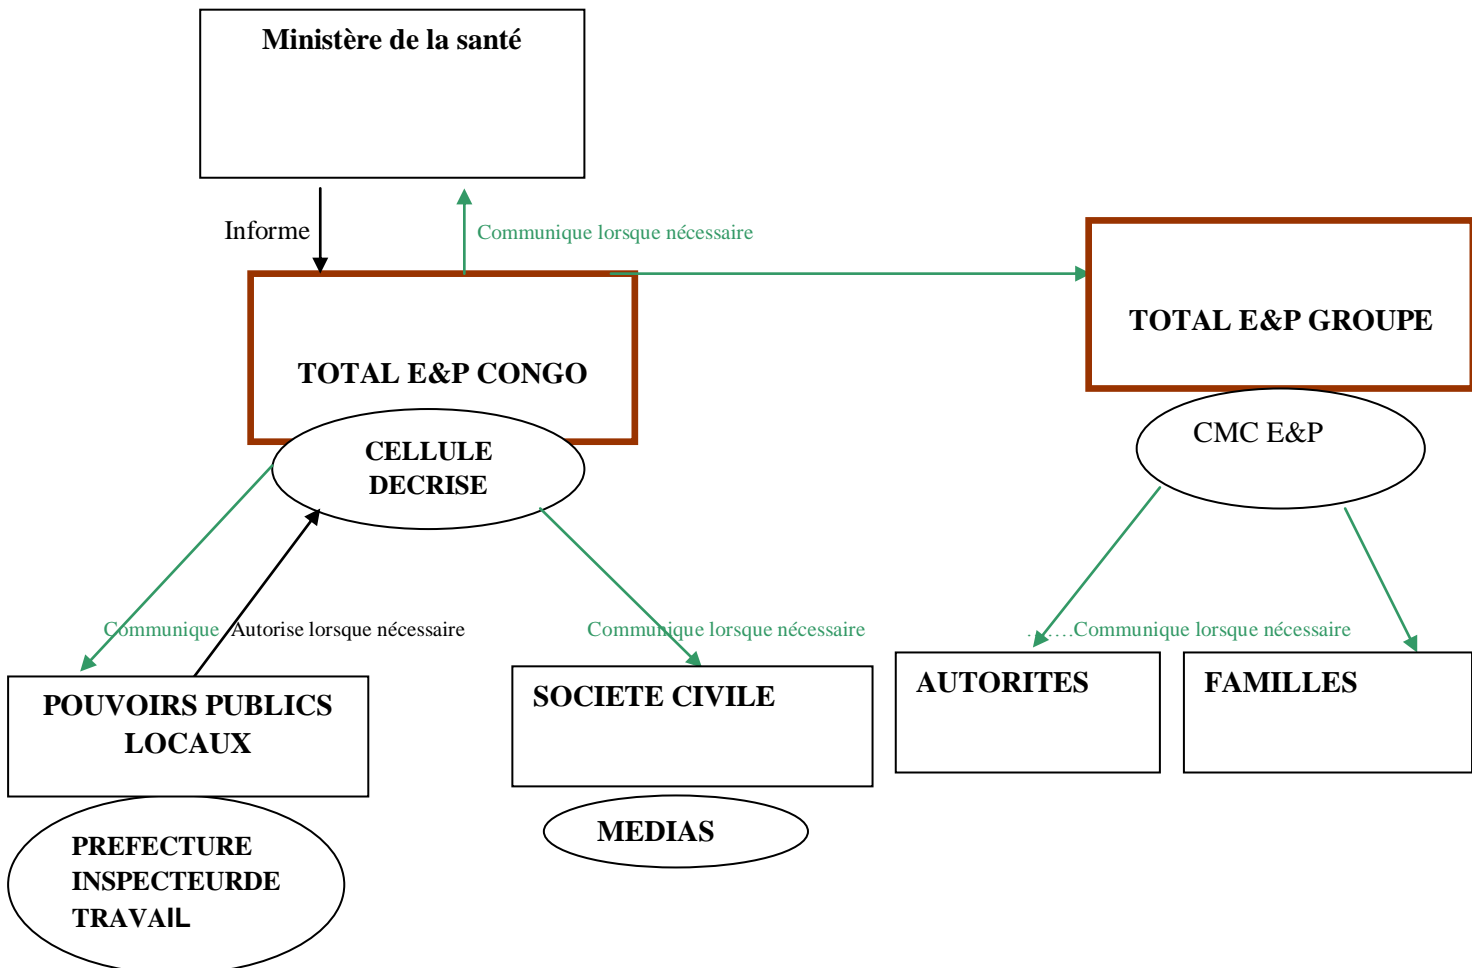 Ministère de la santé
Informe
Communique lorsque nécessaire
TOTAL E&P GROUPE
TOTAL E&P CONGO
CMC E&P
CELLULE
DECRISE
Communique
Autorise lorsque nécessaire
Communique lorsque nécessaire
.......Communique lorsque nécessaire
POUVOIRS PUBLICS
LOCAUX
SOCIETE CIVILE
AUTORITES
FAMILLES
MEDIAS
PREFECTURE
INSPECTEURDE
TRAVAIL